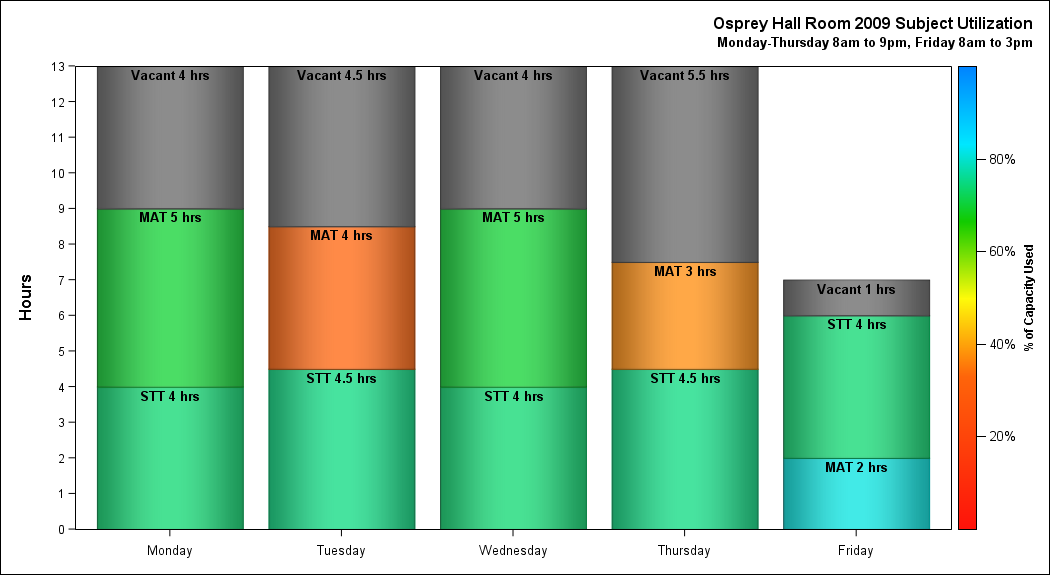 Osprey Hall Room 2009 Subject Utilization
Monday-Thursday 8am to 9pm, Friday 8am to 3pm
Hours
13
12
11
10
9
8
7
6
5
4
3
2
1
0
Vacant 4 hrs
MAT 5 hrs
STT 4 hrs
Vacant 4.5 hrs
MAT 4 hrs
STT 4.5 hrs
Vacant 4 hrs
MAT 5 hrs
STT 4 hrs
Vacant 5.5 hrs
MAT 3 hrs
STT 4.5 hrs
Vacant 1 hrs
STT 4 hrs
MAT 2 hrs
Monday Tuesday Wednesday Thursday Friday
80%
60%
40%
20%
% of Capacity Used